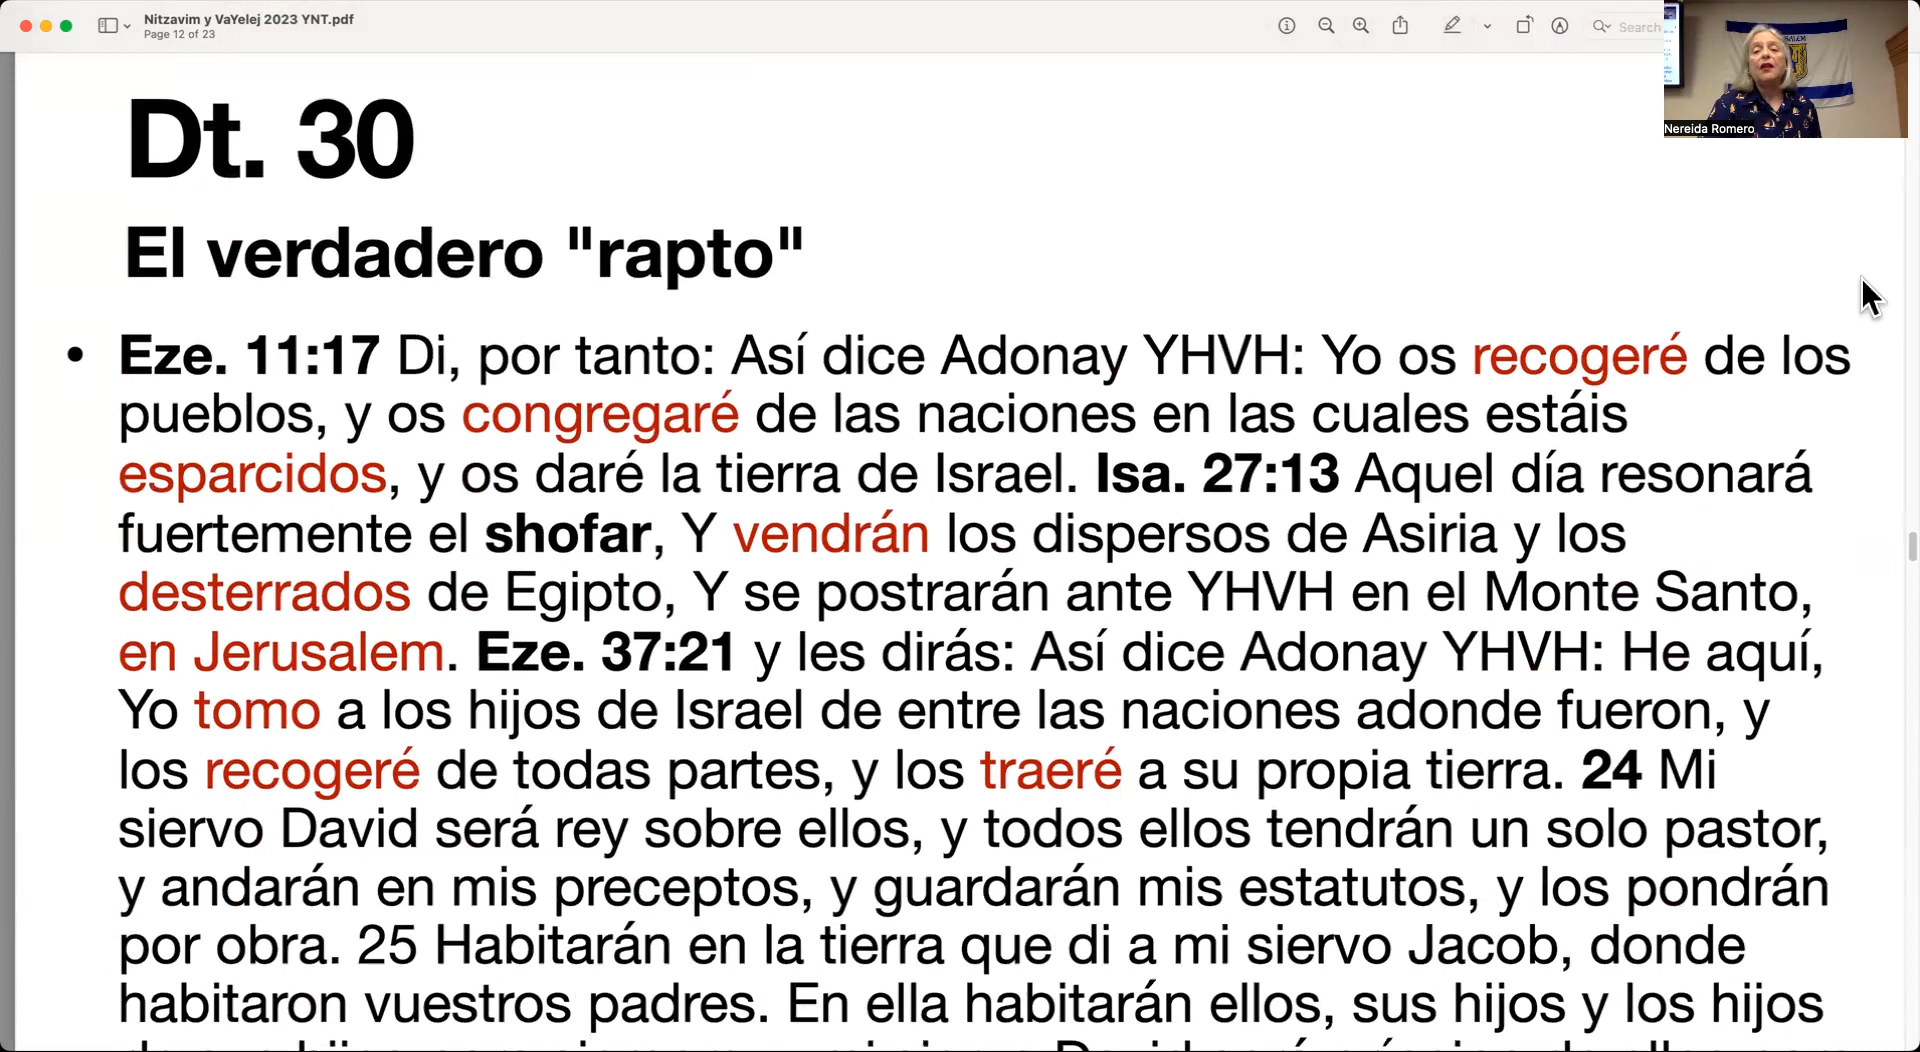 Nitzavim y VaYelej 2023 YNT.pdf
Page 12 of 23
Search
Nereida Romero
Dt. 30
El verdadero "rapto"
• Eze. 11:17 Di, por tanto: Así dice Adonay YHVH: Yo os recogeré de los
pueblos, y os congregaré de las naciones en las cuales estáis
esparcidos, y os daré la tierra de Israel. Isa. 27:13 Aquel día resonará
fuertemente el shofar, Y vendrán los dispersos de Asiria y los
desterrados de Egipto, Y se postrarán ante YHVH en el Monte Santo,
en Jerusalem. Eze. 37:21 y les dirás: Así dice Adonay YHVH: He aquí,
Yo tomo a los hijos de Israel de entre las naciones adonde fueron, y
los recogeré de todas partes, y los traeré a su propia tierra. 24 Mi
siervo David será rey sobre ellos, y todos ellos tendrán un solo pastor,
y andarán en mis preceptos, y guardarán mis estatutos, y los pondrán
por obra. 25 Habitarán en la tierra que di a mi siervo Jacob, donde
habitaron vuestros padres. En ella habitarán ellos, sus hijos y los hijos